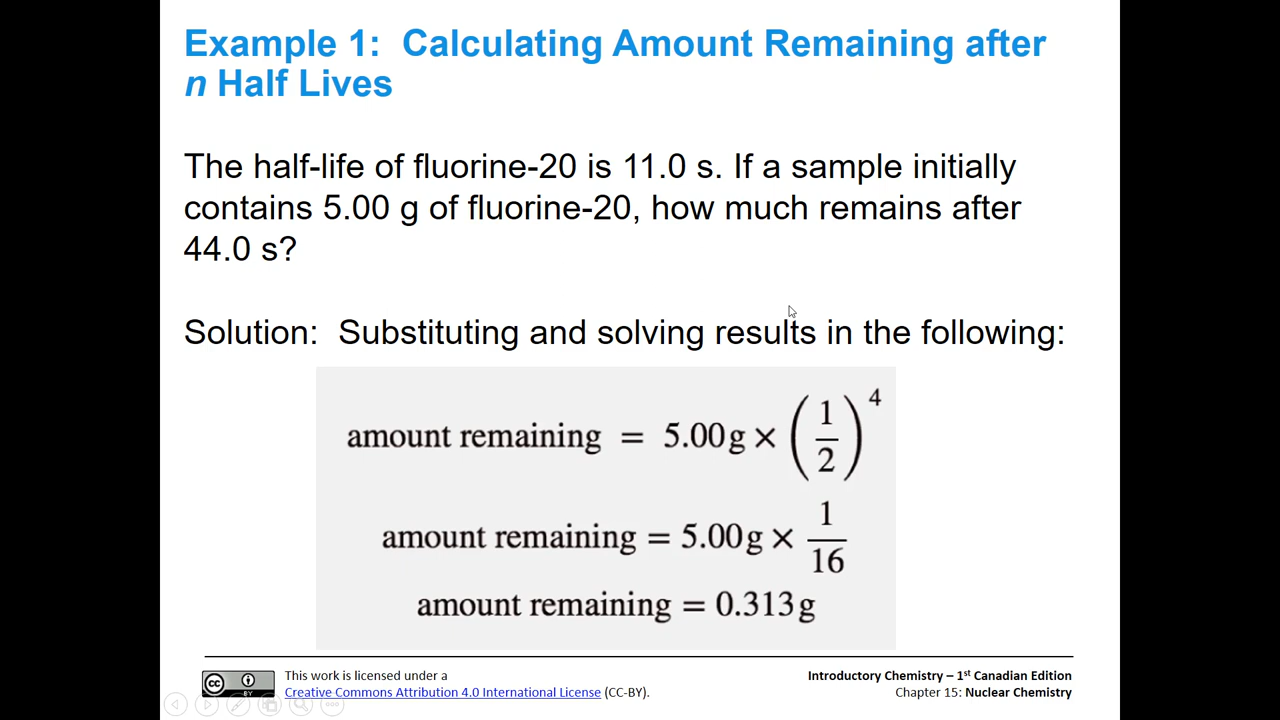 Example 1: Calculating Amount Remaining after
n Half Lives
The half-life of fluorine-20 is 11.0 s. If a sample initially
contains 5.00 g of fluorine-20, how much remains after
44.0 s?
Solution: Substituting and solving results in the following:
amount remaining = 5.00g × (1/2)^4
amount remaining = 5.00g × 1/16
amount remaining = 0.313g
cc BY
This work is licensed under a
Creative Commons Attribution 4.0 International License (CC-BY).
Introductory Chemistry – 1st Canadian Edition
Chapter 15: Nuclear Chemistry